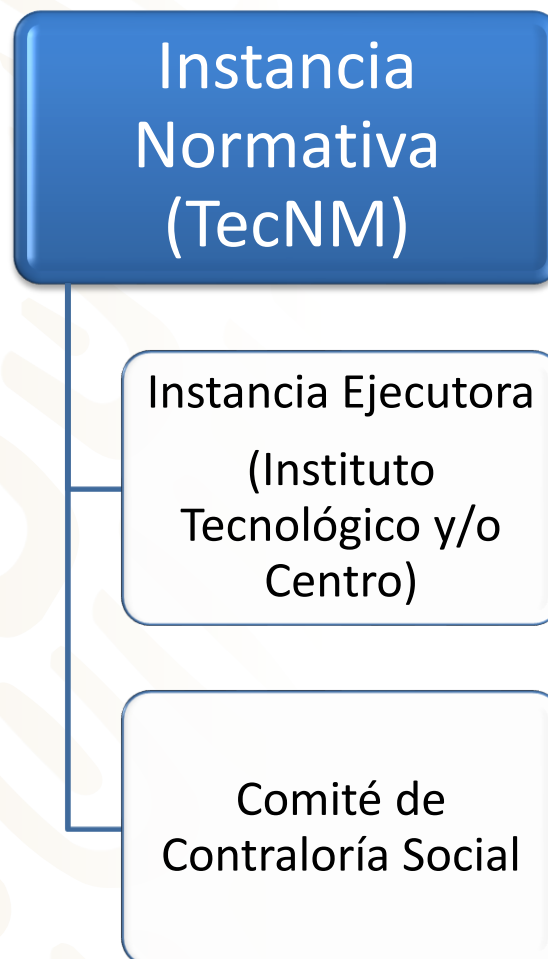 Instancia
Normativa
(TecNM)
Instancia Ejecutora
(Instituto
Tecnológico y/o
Centro)
Comité de
Contraloría Social